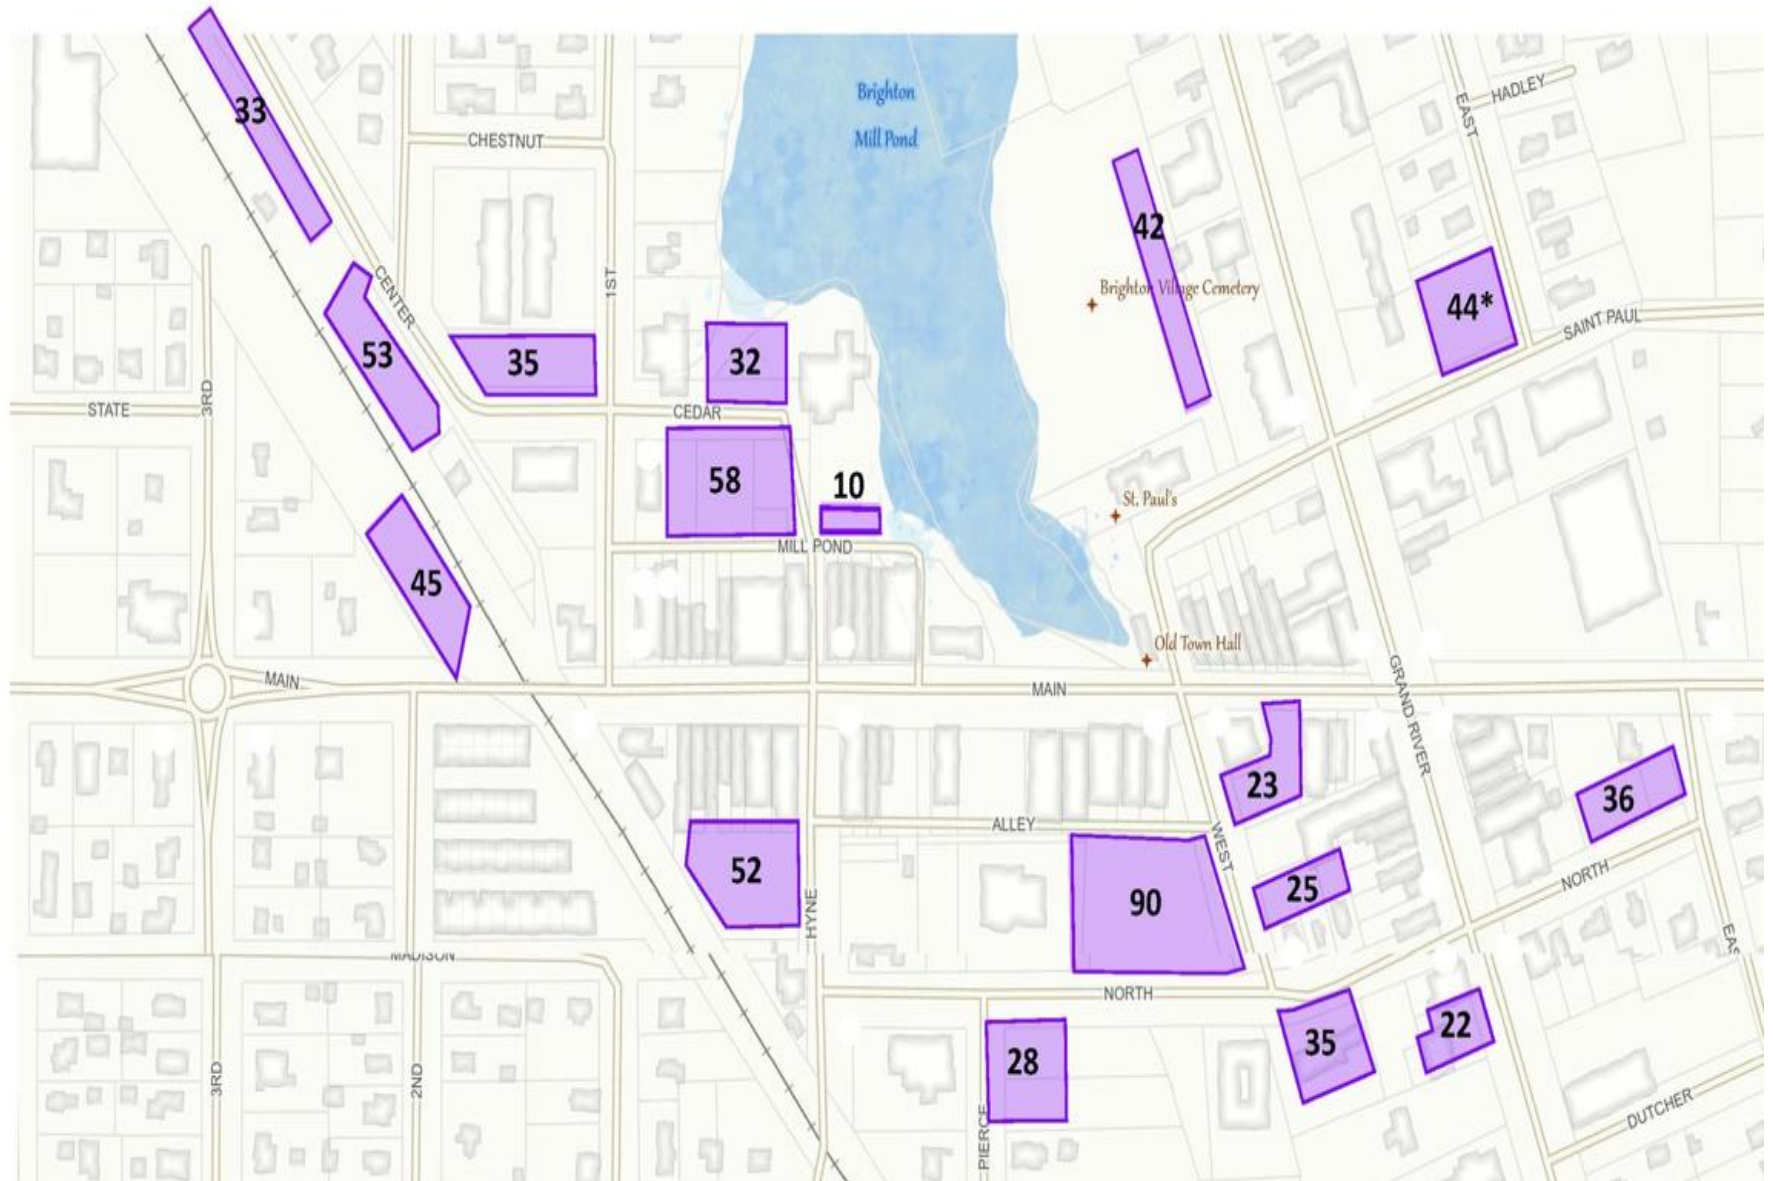 Brighton
Mill Pond
HADLEY
EAST
33
CHESTNUT
42
1ST
CENTER
Brighton Village Cemetery
44*
SAINT PAUL
53
35
32
STATE
3RD
CEDAR
58
10
St. Paul's
MILL POND
45
Old Town Hall
MAIN
MAIN
GRAND RIVER
23
36
ALLEY
WEST
52
HYNE
90
25
NORTH
EAS
MADISON
NORTH
28
35
22
3RD
2ND
PIERCE
DUTCHER